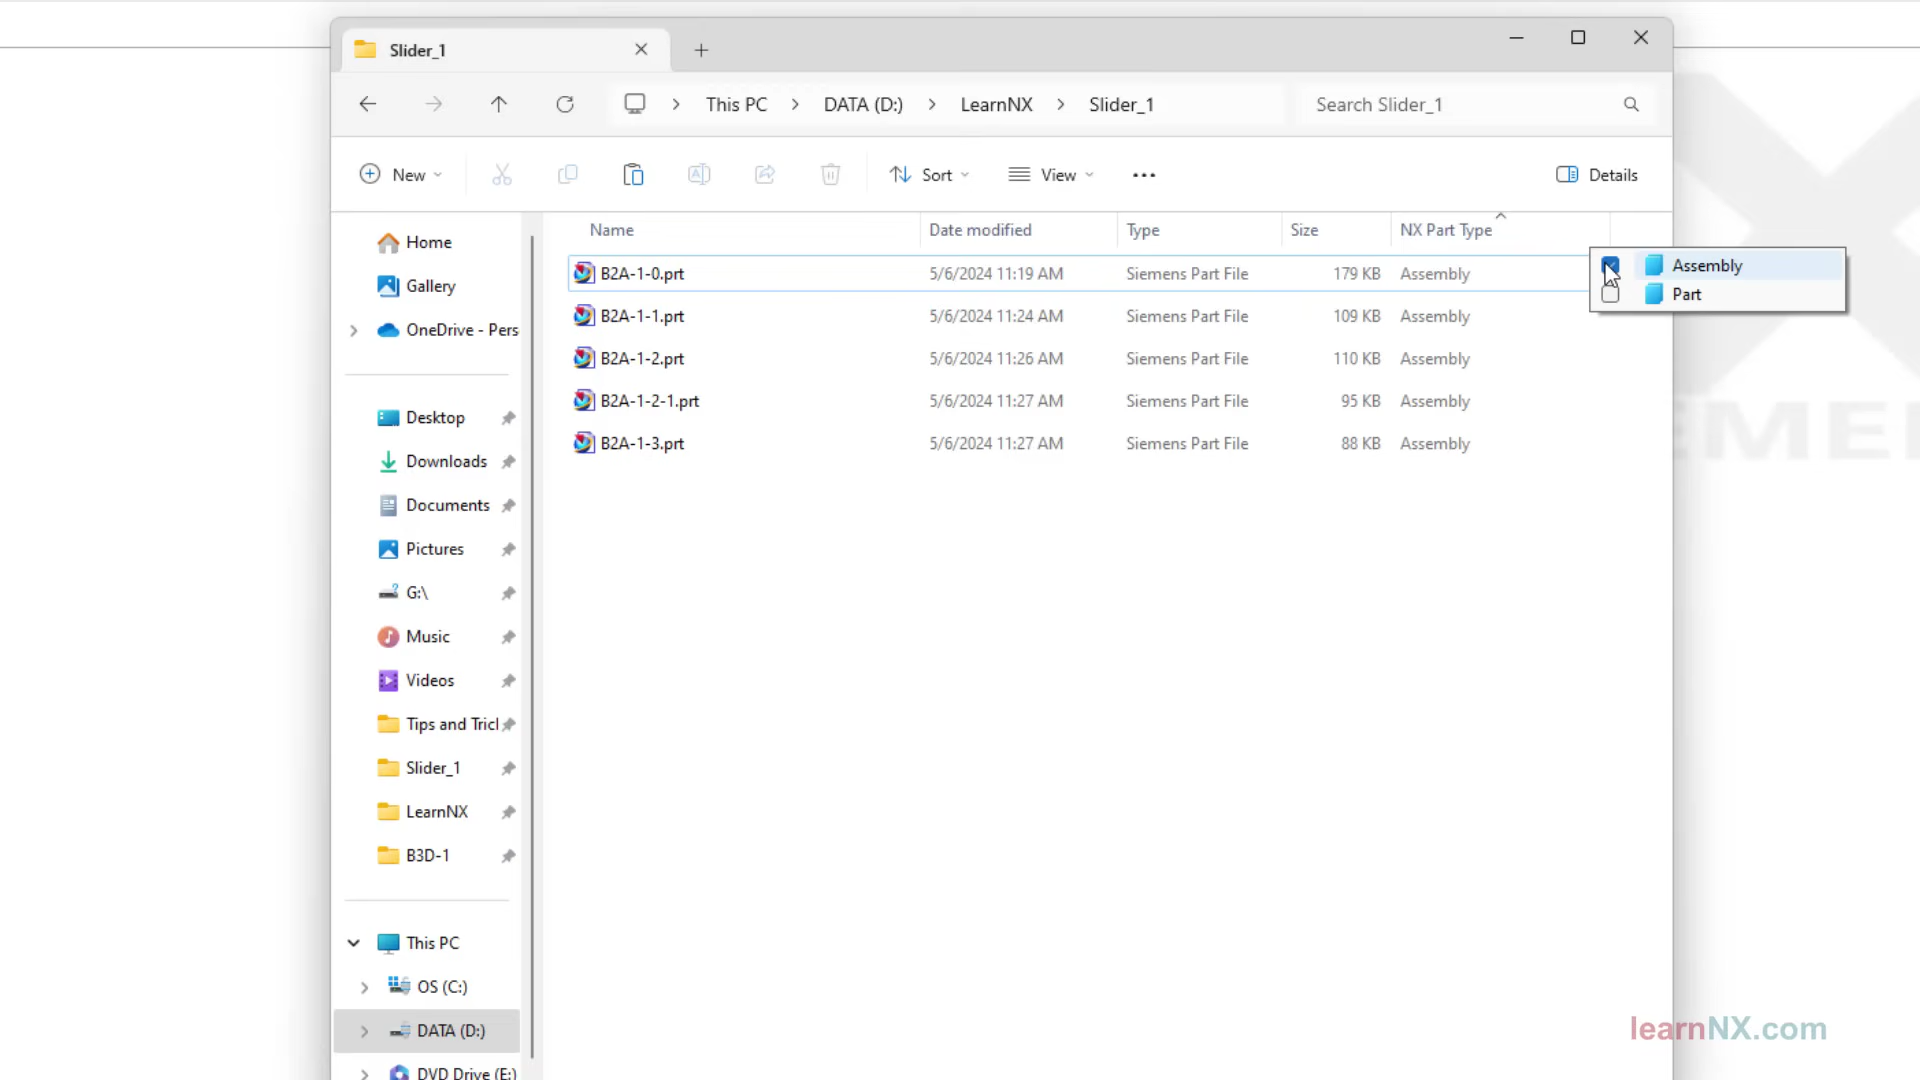 Slider_1
This PC
DATA (D:)
LearnNX
Slider_1
Search Slider_1
New
Sort
View
Details
Home
Gallery
OneDrive - Pers
Desktop
Downloads
Documents
Pictures
G:\
Music
Videos
Tips and Tricl
Slider_1
LearnNX
B3D-1
This PC
OS (C:)
DATA (D:)
DVD Drive (E:)
Name Date modified Type Size NX Part Type
B2A-1-0.prt 5/6/2024 11:19 AM Siemens Part File 179 KB Assembly
B2A-1-1.prt 5/6/2024 11:24 AM Siemens Part File 109 KB Assembly
B2A-1-2.prt 5/6/2024 11:26 AM Siemens Part File 110 KB Assembly
B2A-1-2-1.prt 5/6/2024 11:27 AM Siemens Part File 95 KB Assembly
B2A-1-3.prt 5/6/2024 11:27 AM Siemens Part File 88 KB Assembly
Assembly
Part
learnNX.com